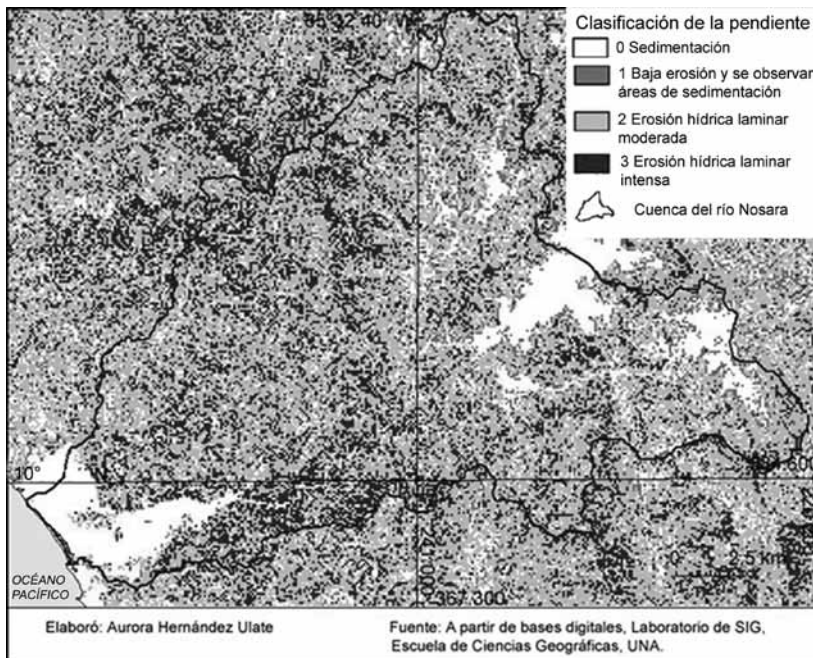 85° 32' 40" W
Clasificación de la pendiente
0 Sedimentación
1 Baja erosión y se observan
áreas de sedimentación
2 Erosión hídrica laminar
moderada
3 Erosión hídrica laminar
intensa
Cuenca del río Nosara
10°
N
2.5 km
OCÉANO
PACÍFICO
367.300
Elaboró: Aurora Hernández Ulate
Fuente: A partir de bases digitales, Laboratorio de SIG,
Escuela de Ciencias Geográficas, UNA.